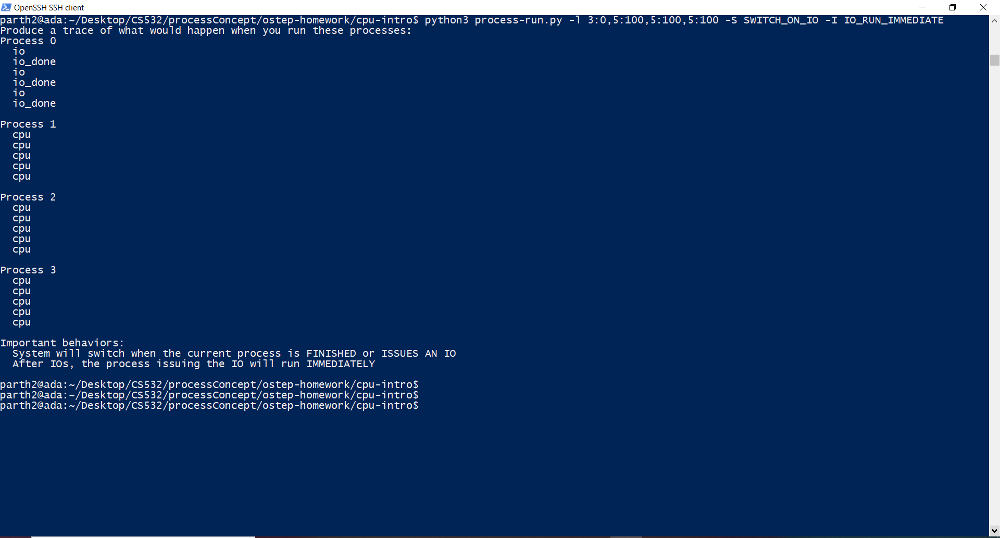 OpenSSH SSH client
parth2@ada:~/Desktop/CS532/processConcept/ostep-homework/cpu-intro$ python3 process-run.py -l 3:0,5:100,5:100,5:100 -S SWITCH_ON_IO -I IO_RUN_IMMEDIATE
Produce a trace of what would happen when you run these processes:
Process 0
  io
  io_done
  io
  io_done
  io
  io_done

Process 1
  cpu
  cpu
  cpu
  cpu
  cpu

Process 2
  cpu
  cpu
  cpu
  cpu
  cpu

Process 3
  cpu
  cpu
  cpu
  cpu
  cpu

Important behaviors:
  System will switch when the current process is FINISHED or ISSUES AN IO
  After IOs, the process issuing the IO will run IMMEDIATELY

parth2@ada:~/Desktop/CS532/processConcept/ostep-homework/cpu-intro$
parth2@ada:~/Desktop/CS532/processConcept/ostep-homework/cpu-intro$
parth2@ada:~/Desktop/CS532/processConcept/ostep-homework/cpu-intro$